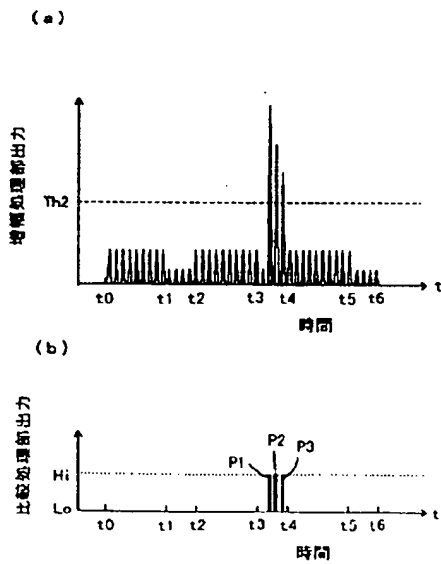 (a)
増幅処理部出力
Th2
t0 t1 t2 t3 t4 t5 t6 t
時間
(b)
比較処理部出力
P1 P2 P3
Hi
Lo
t0 t1 t2 t3 t4 t5 t6 t
時間